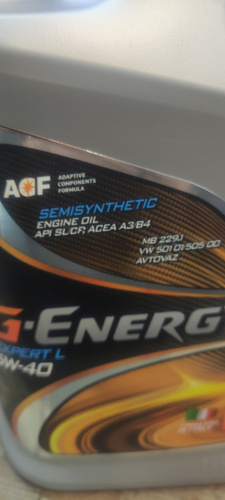 ACF ADAPTIVE
COMPONENTS
FORMULA
SEMISYNTHETIC
ENGINE OIL
API SL/CF, ACEA A3/B4
MB 229.1
VW 501 01/505 00
AVTOVAZ
G-ENERG
EXPERT L
W-40